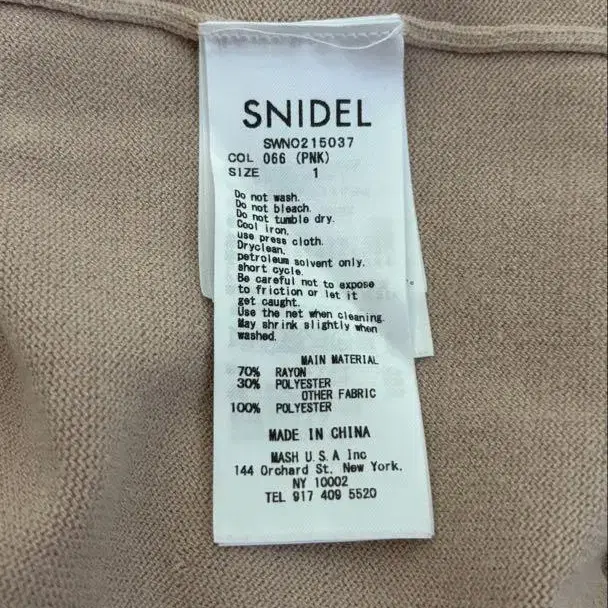 SNIDEL
SWNO215037
COL 066 (PNK)
SIZE 1
Do not wash.
Do not bleach.
Do not tumble dry.
Cool iron.
use press cloth.
Dryclean.
petroleum solvent only.
short cycle.
Be careful not to expose
to friction or let it
get caught.
Use the net when cleaning.
May shrink slightly when
washed.
MAIN MATERIAL
70% RAYON
30% POLYESTER
OTHER FABRIC
100% POLYESTER
MADE IN CHINA
MASH U.S.A Inc
144 Orchard St. New York.
NY 10002
TEL 917 409 5520